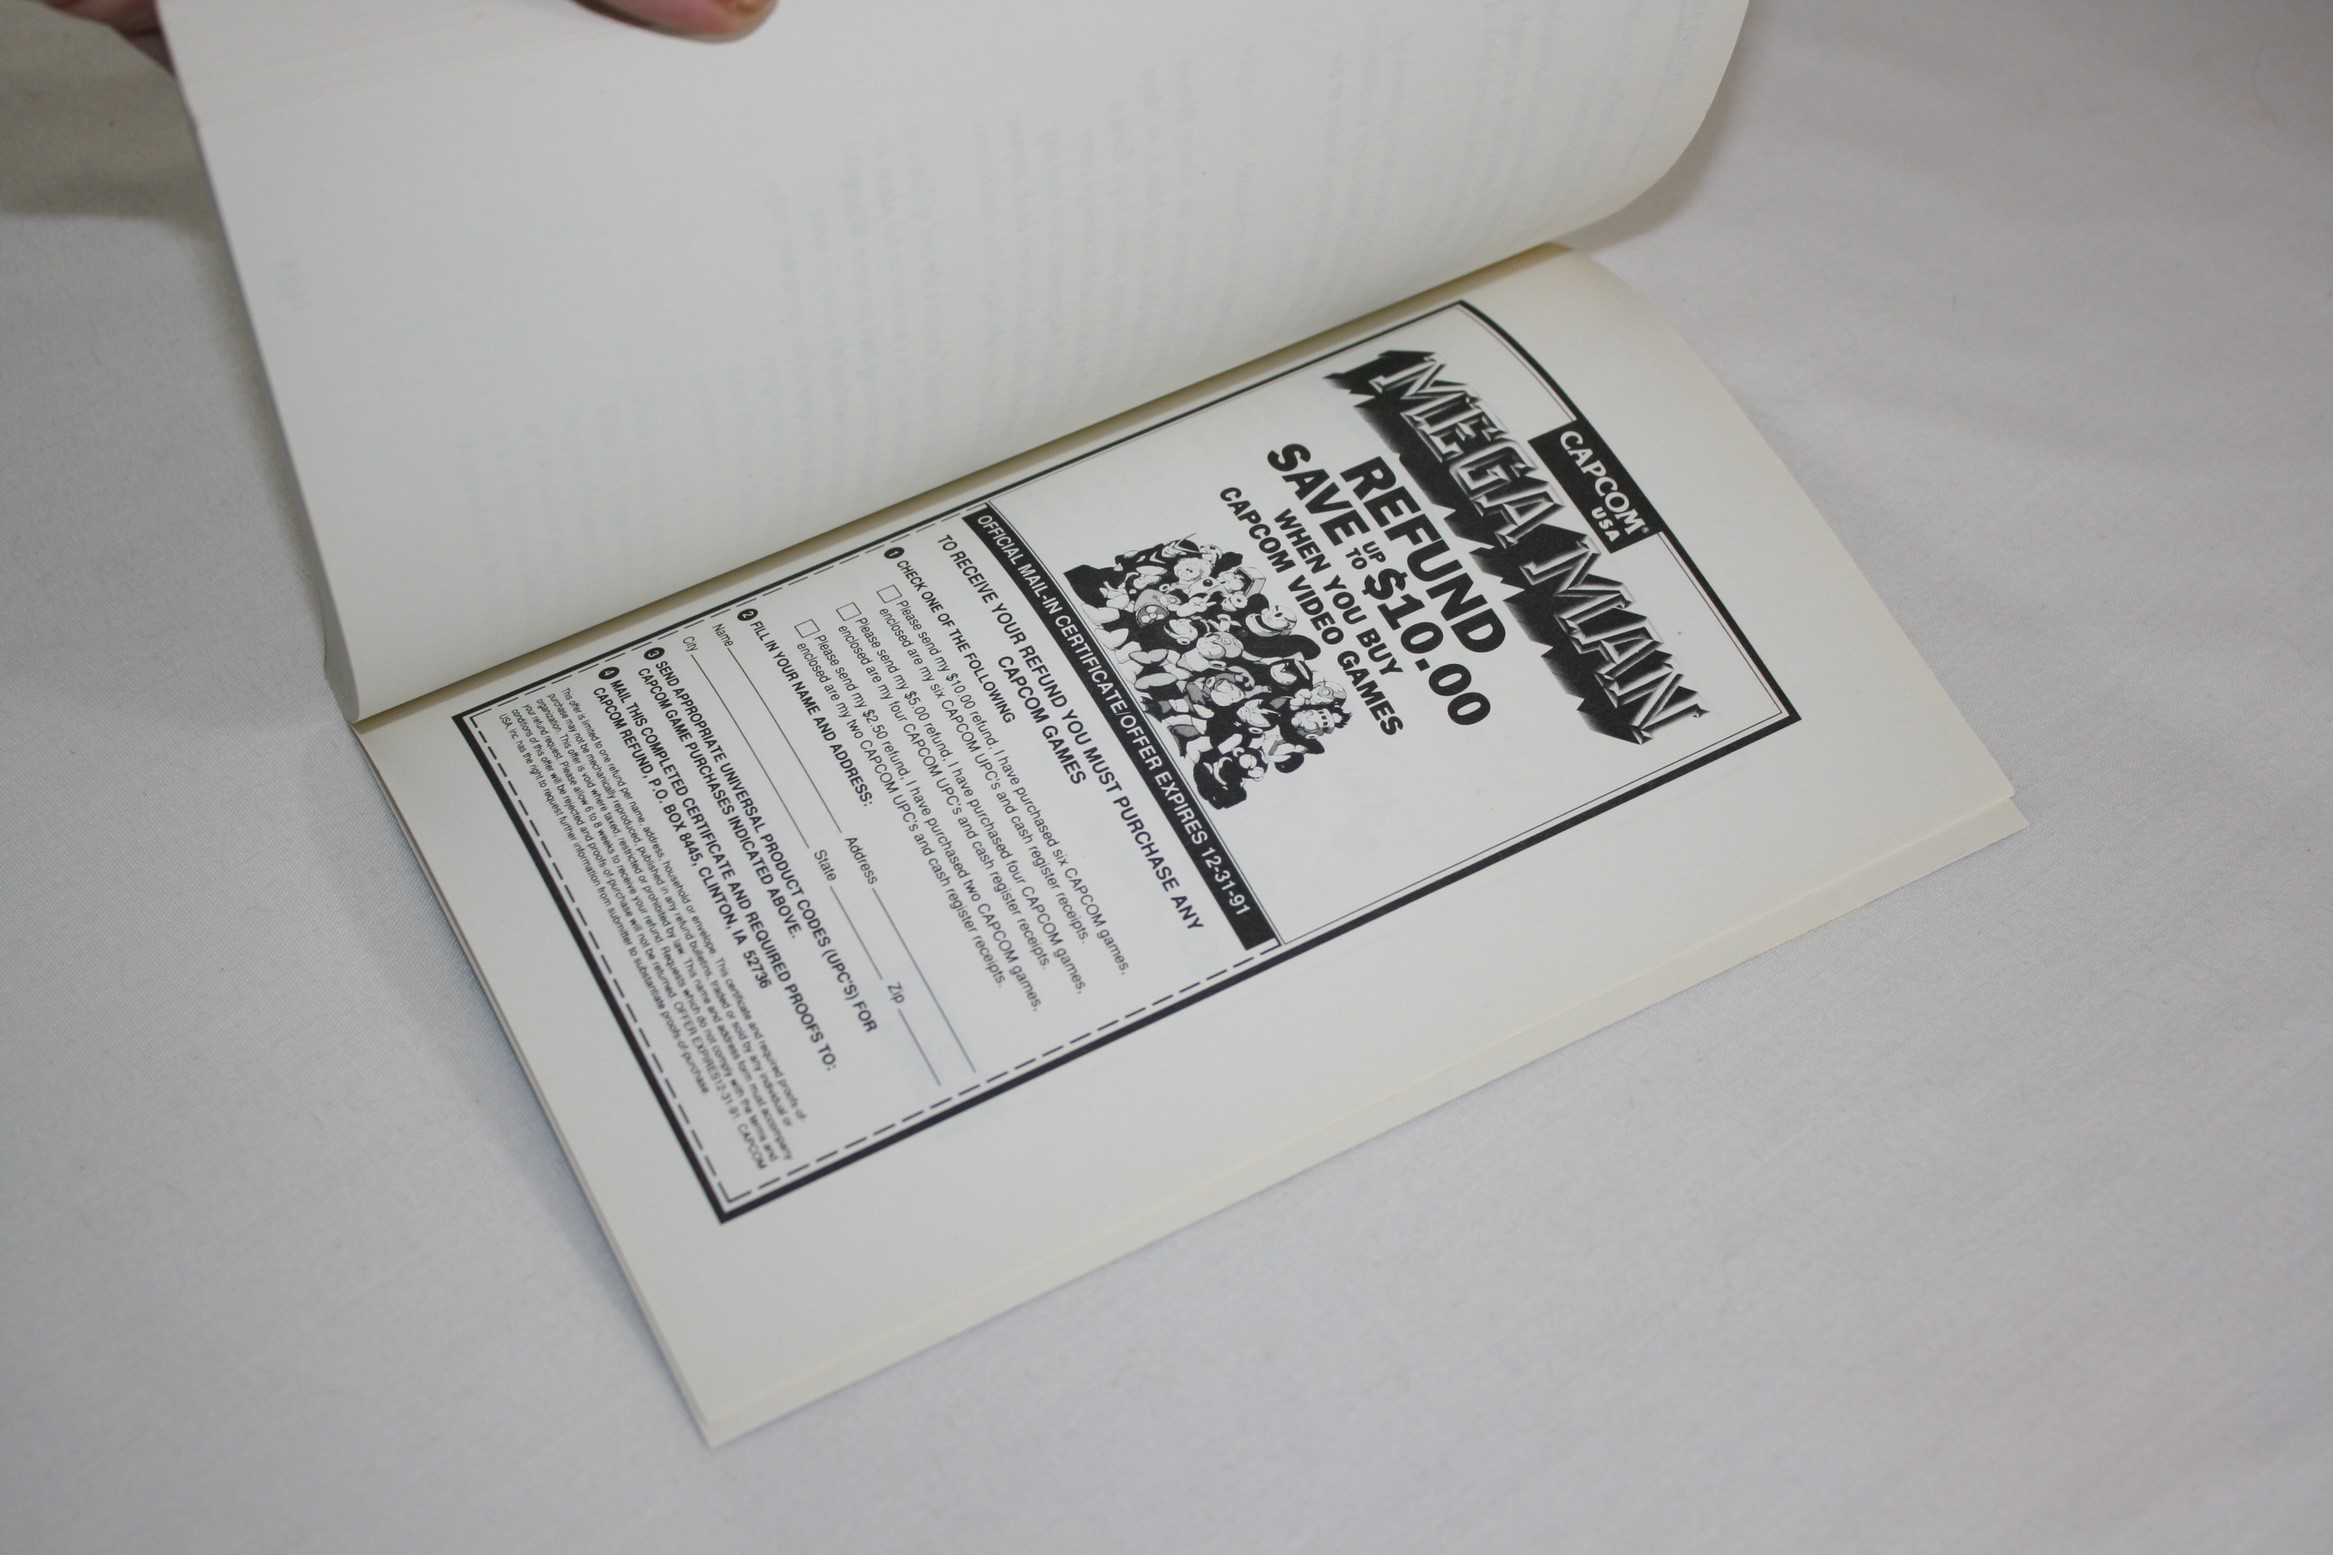 CAPCOM®
USA
MEGA MAN
REFUND
SAVE UP TO $10.00
WHEN YOU BUY
CAPCOM VIDEO GAMES
OFFICIAL MAIL-IN CERTIFICATE/OFFER EXPIRES 12-31-91
TO RECEIVE YOUR REFUND YOU MUST PURCHASE ANY
CAPCOM GAMES
1 CHECK ONE OF THE FOLLOWING
Please send my $10.00 refund, I have purchased six CAPCOM games,
enclosed are my six CAPCOM UPC's and cash register receipts.
Please send my $5.00 refund, I have purchased four CAPCOM games,
enclosed are my four CAPCOM UPC's and cash register receipts.
Please send my $2.50 refund, I have purchased two CAPCOM games,
enclosed are my two CAPCOM UPC's and cash register receipts.
2 FILL IN YOUR NAME AND ADDRESS:
Name Address
City State Zip
3 SEND APPROPRIATE UNIVERSAL PRODUCT CODES (UPC'S) FOR
CAPCOM GAME PURCHASES INDICATED ABOVE.
4 MAIL THIS COMPLETED CERTIFICATE AND REQUIRED PROOFS TO:
CAPCOM REFUND, P.O. BOX 8445, CLINTON, IA 52736
This offer is limited to one refund per name, address, household or envelope. This certificate and required proofs-of-
purchase may not be mechanically reproduced, published in any refund bulletins, traded or sold by any individual or
organization. This offer is void where taxed, restricted or prohibited by law. This name and address form must accompany
your refund request. Please allow 6 to 8 weeks to receive your refund. Requests which do not comply with the terms and
conditions of this offer will be rejected and proofs-of-purchase will not be returned. OFFER EXPIRES 12-31-91. CAPCOM
USA, Inc. has the right to request further information from submitter to substantiate proofs-of-purchase.